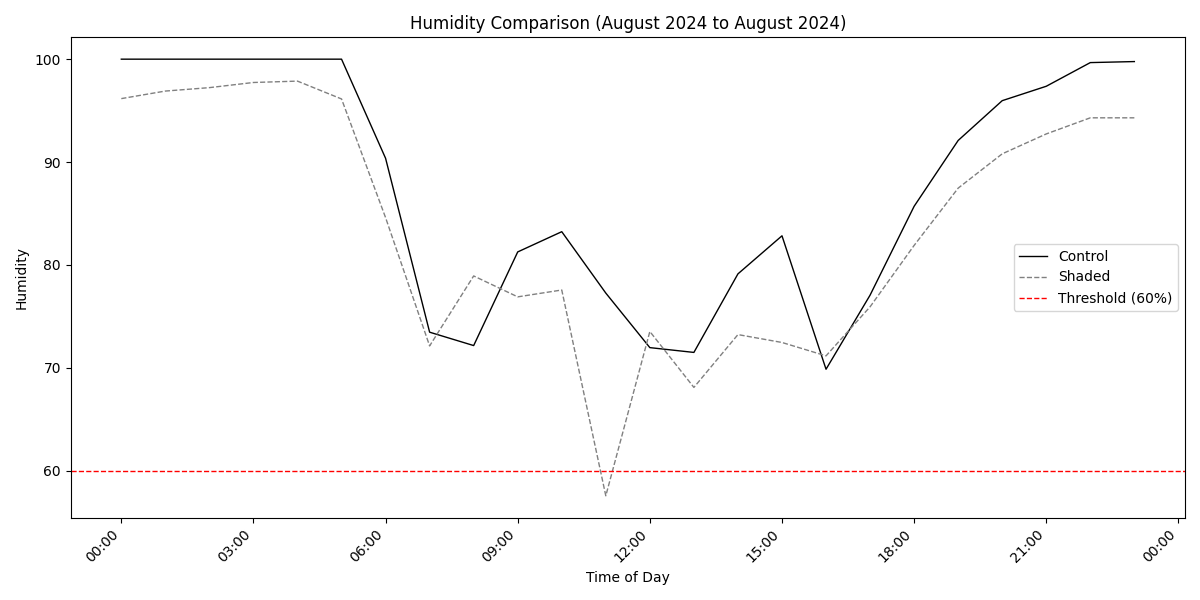 Humidity Comparison (August 2024 to August 2024)
Humidity
100
90
80
70
60
Control
Shaded
Threshold (60%)
00:00
03:00
06:00
09:00
12:00
15:00
18:00
21:00
00:00
Time of Day